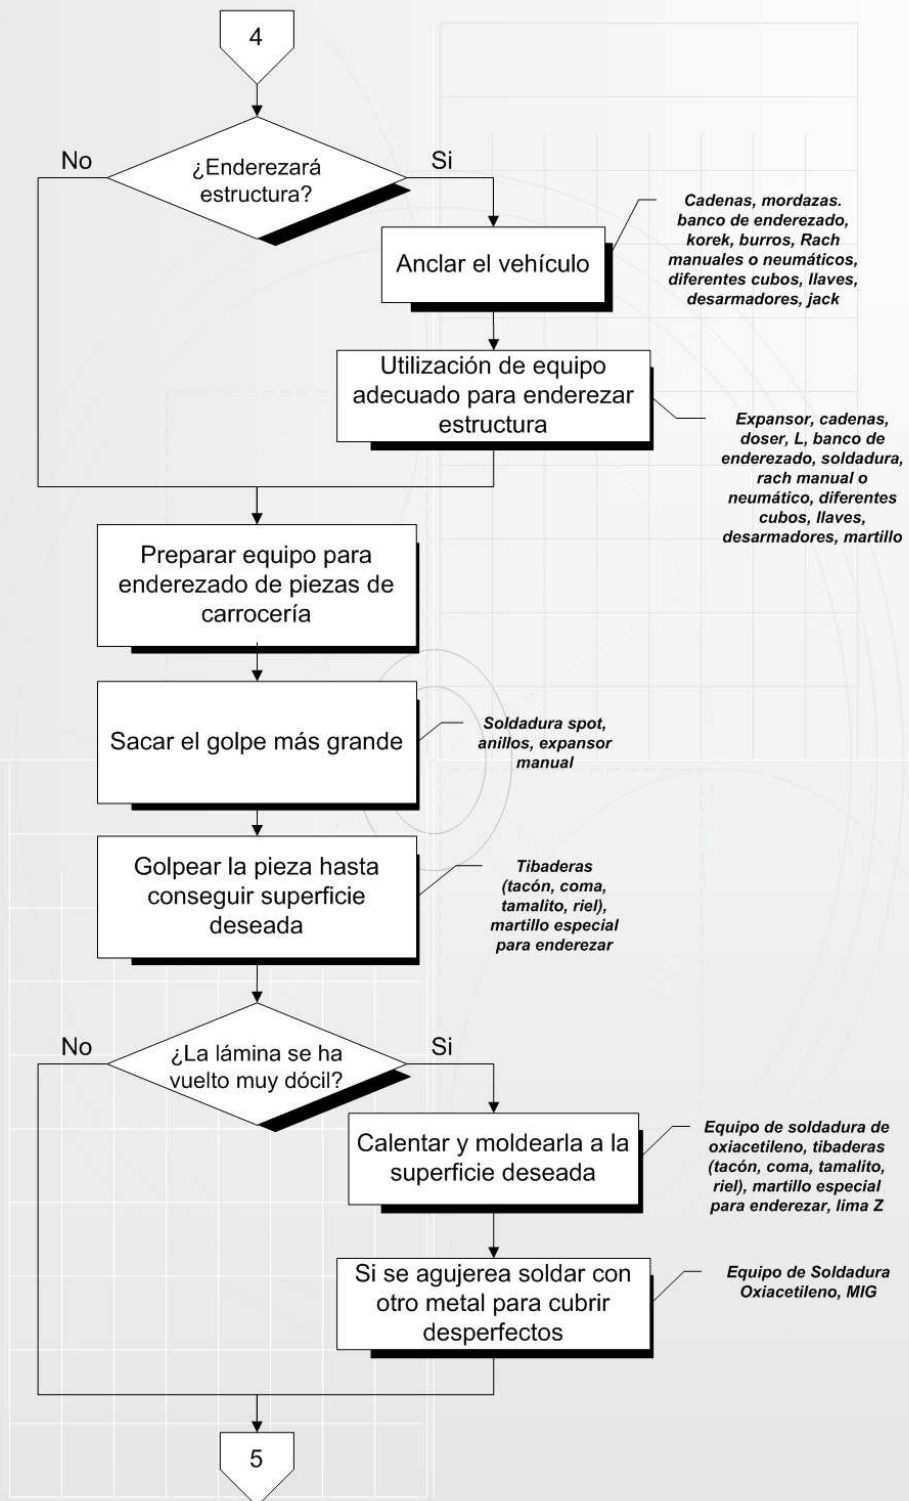 4
¿Enderezará
estructura?
No
Si
Anclar el vehículo
Cadenas, mordazas.
banco de enderezado,
korek, burros, Rach
manuales o neumáticos,
diferentes cubos, llaves,
desarmadores, jack
Utilización de equipo
adecuado para enderezar
estructura
Expansor, cadenas,
doser, L, banco de
enderezado, soldadura,
rach manual o
neumático, diferentes
cubos, llaves,
desarmadores, martillo
Preparar equipo para
enderezado de piezas de
carrocería
Sacar el golpe más grande
Soldadura spot,
anillos, expansor
manual
Golpear la pieza hasta
conseguir superficie
deseada
Tibaderas
(tacón, coma,
tamalito, riel),
martillo especial
para enderezar
¿La lámina se ha
vuelto muy dócil?
No
Si
Calentar y moldearla a la
superficie deseada
Equipo de soldadura de
oxiacetileno, tibaderas
(tacón, coma, tamalito,
riel), martillo especial
para enderezar, lima Z
Si se agujerea soldar con
otro metal para cubrir
desperfectos
Equipo de Soldadura
Oxiacetileno, MIG
5